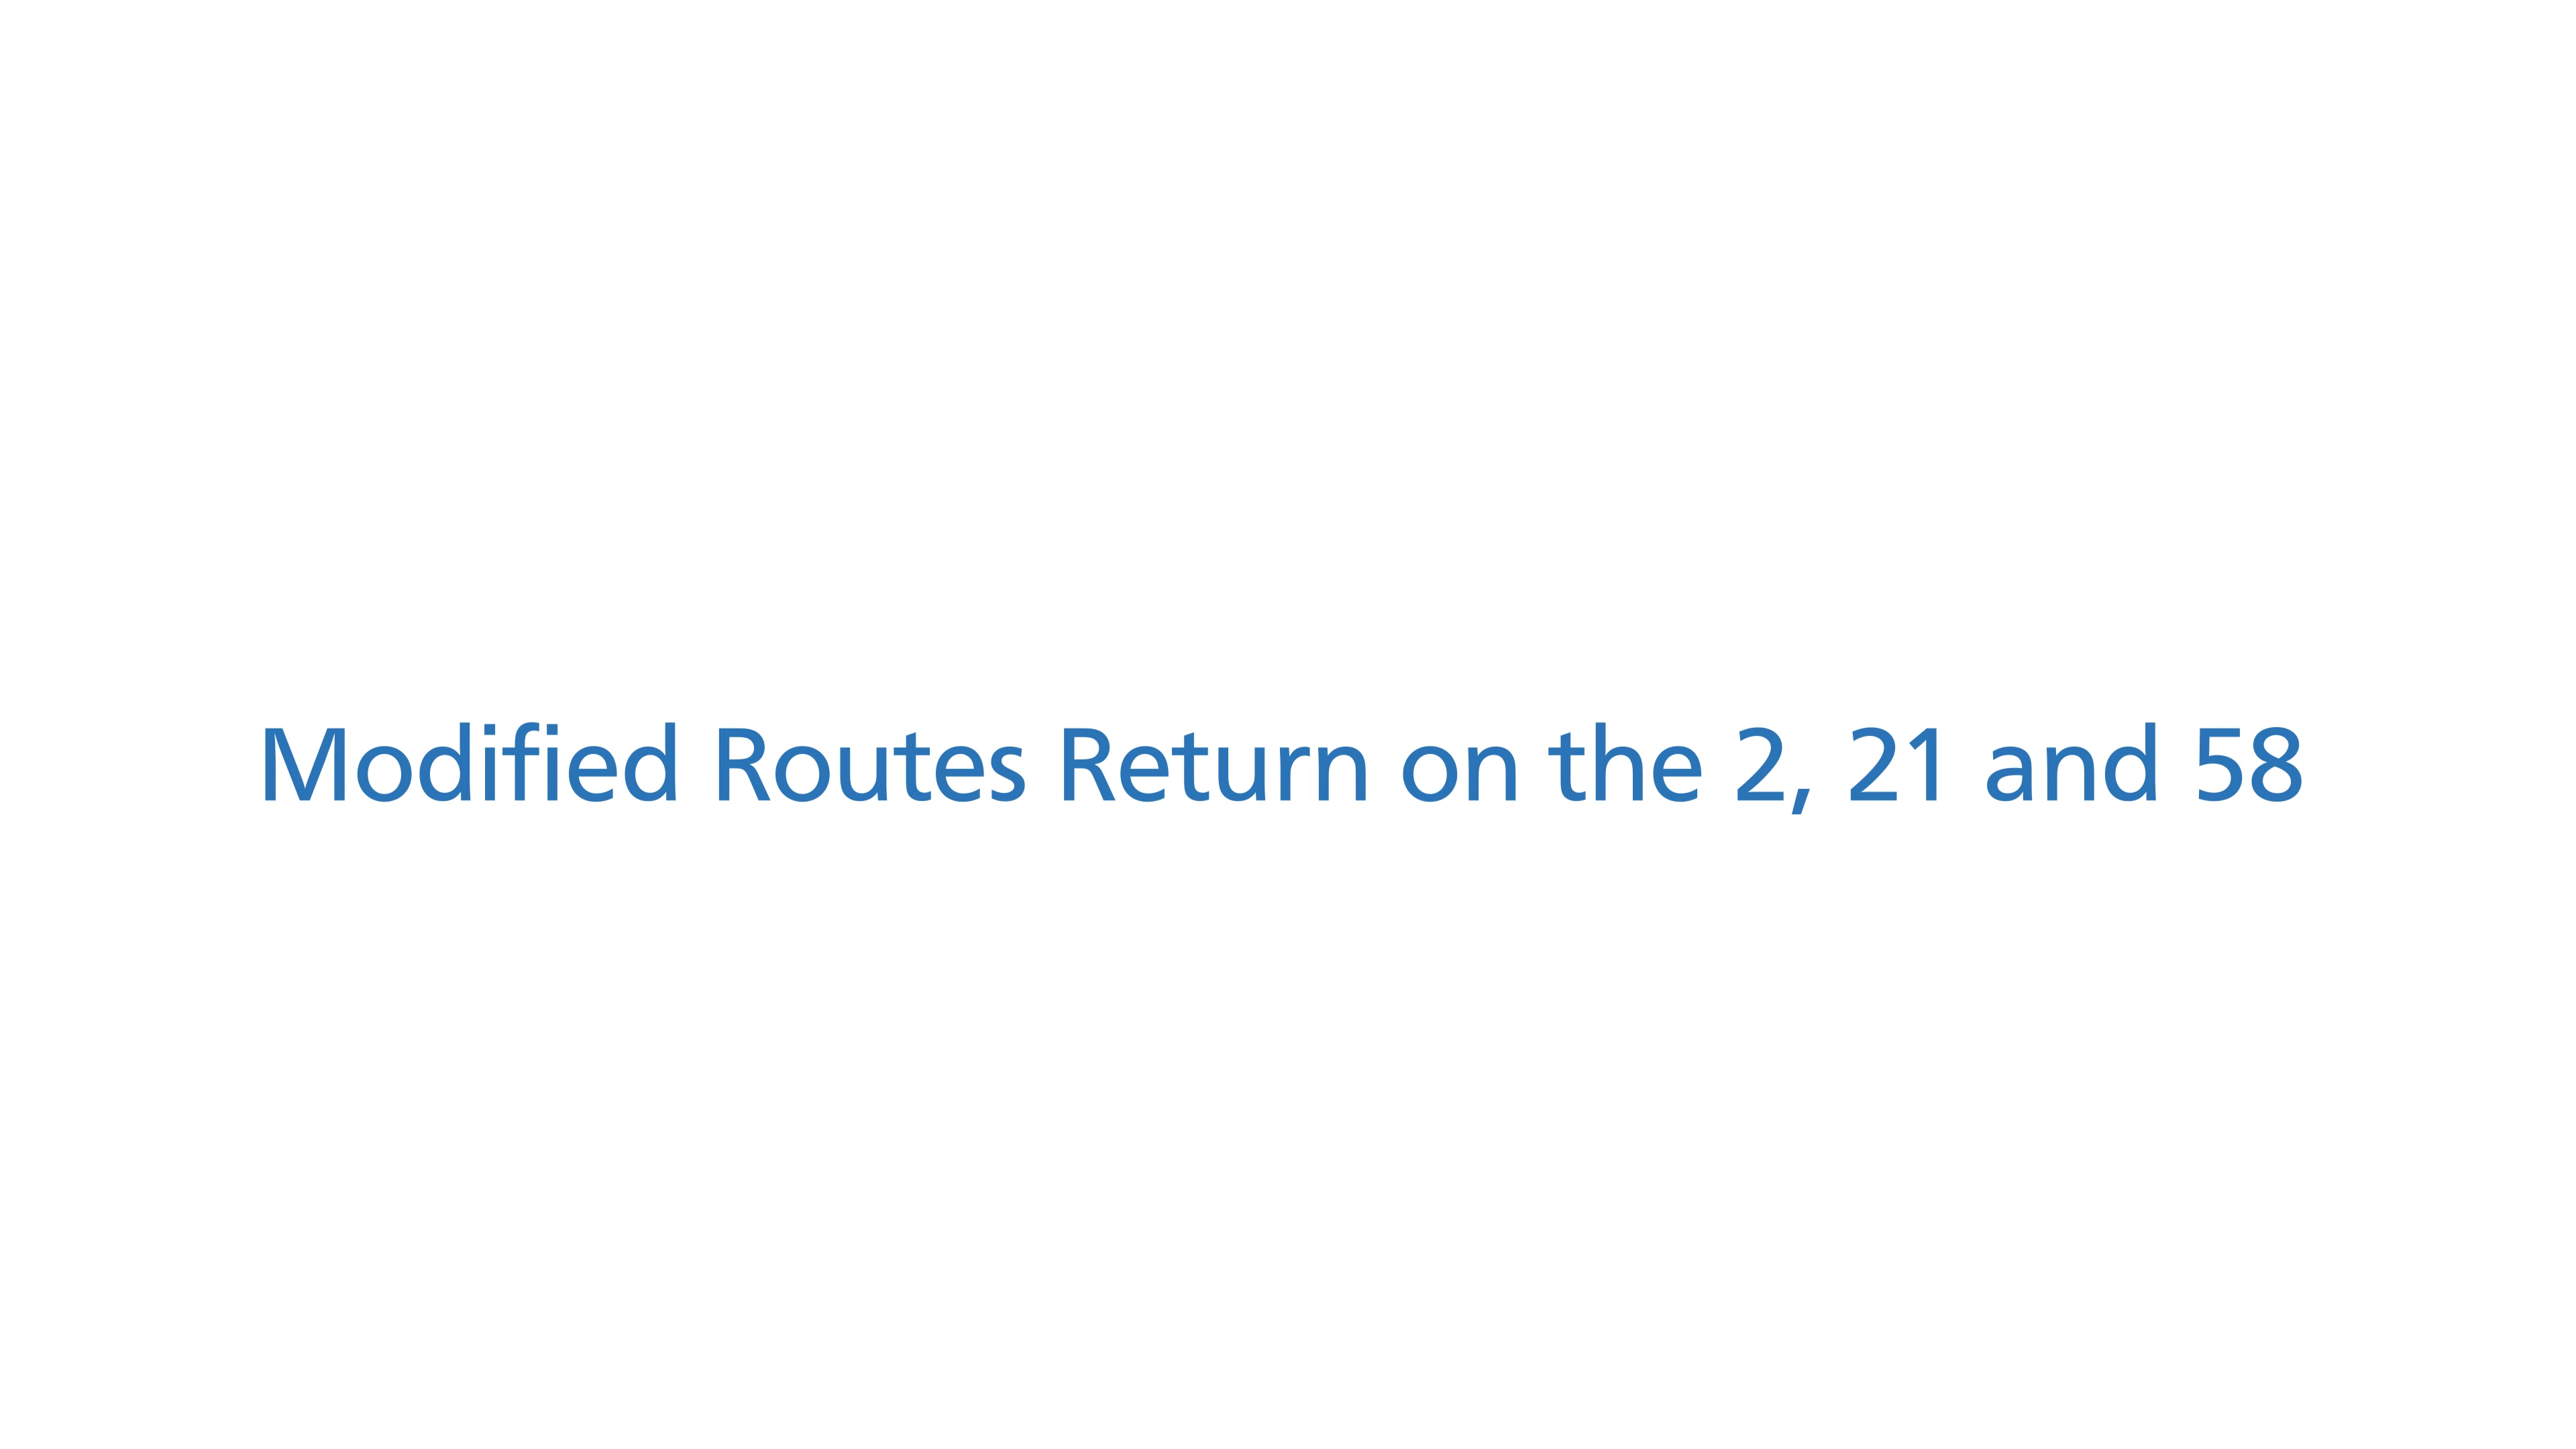 Modified Routes Return on the 2, 21 and 58